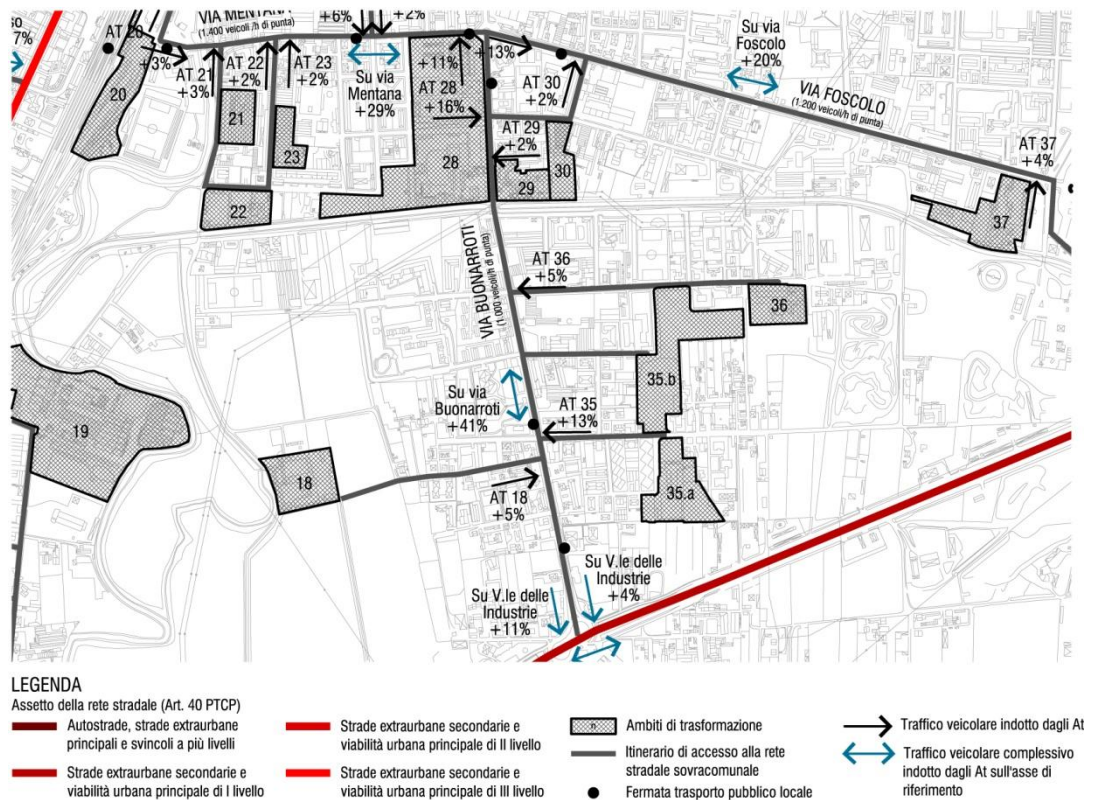 VIA MENTANA
(1.400 veicoli /h di punta)
+6%
+2%
7%
AT 20
+3%
AT 21
+3%
AT 22
+2%
AT 23
+2%
Su via
Mentana
+29%
+11%
AT 28
+16%
+13%
AT 30
+2%
AT 29
+2%
Su via
Foscolo
+20%
VIA FOSCOLO
(1.200 veicoli/h di punta)
AT 37
+4%
20
21
22
23
28
29
30
37
VIA BUONARROTI
(1.000 veicoli/h di punta)
AT 36
+5%
36
35.b
Su via
Buonarroti
+41%
AT 35
+13%
19
18
AT 18
+5%
35.a
Su V.le delle
Industrie
+4%
Su V.le delle
Industrie
+11%
LEGENDA
Assetto della rete stradale (Art. 40 PTCP)
Autostrade, strade extraurbane
principali e svincoli a più livelli
Strade extraurbane secondarie e
viabilità urbana principale di I livello
Strade extraurbane secondarie e
viabilità urbana principale di II livello
Strade extraurbane secondarie e
viabilità urbana principale di III livello
n
Ambiti di trasformazione
Itinerario di accesso alla rete
stradale sovracomunale
Fermata trasporto pubblico locale
Traffico veicolare indotto dagli At
Traffico veicolare complessivo
indotto dagli At sull'asse di
riferimento